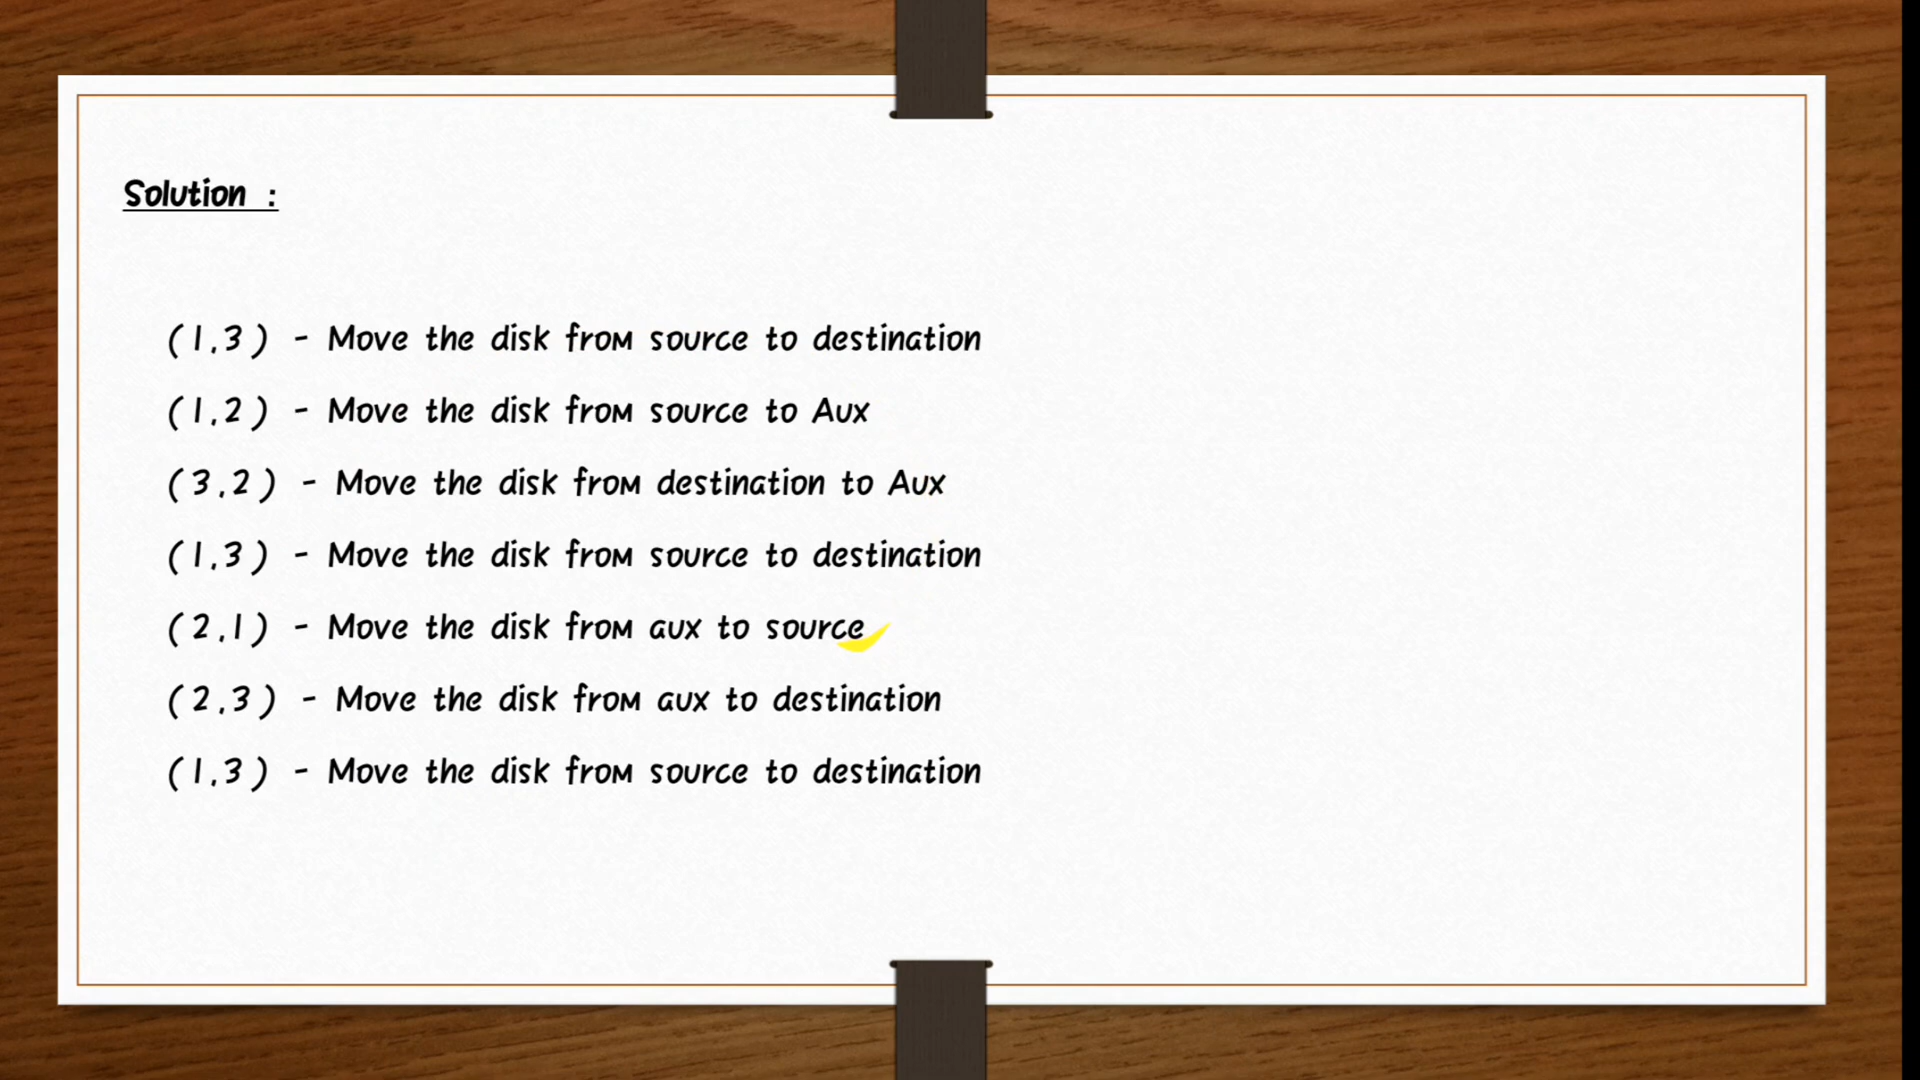 Solution :
(1,3) - Move the disk from source to destination
(1,2) - Move the disk from source to Aux
(3,2) - Move the disk from destination to Aux
(1,3) - Move the disk from source to destination
(2,1) - Move the disk from aux to source
(2,3) - Move the disk from aux to destination
(1,3) - Move the disk from source to destination